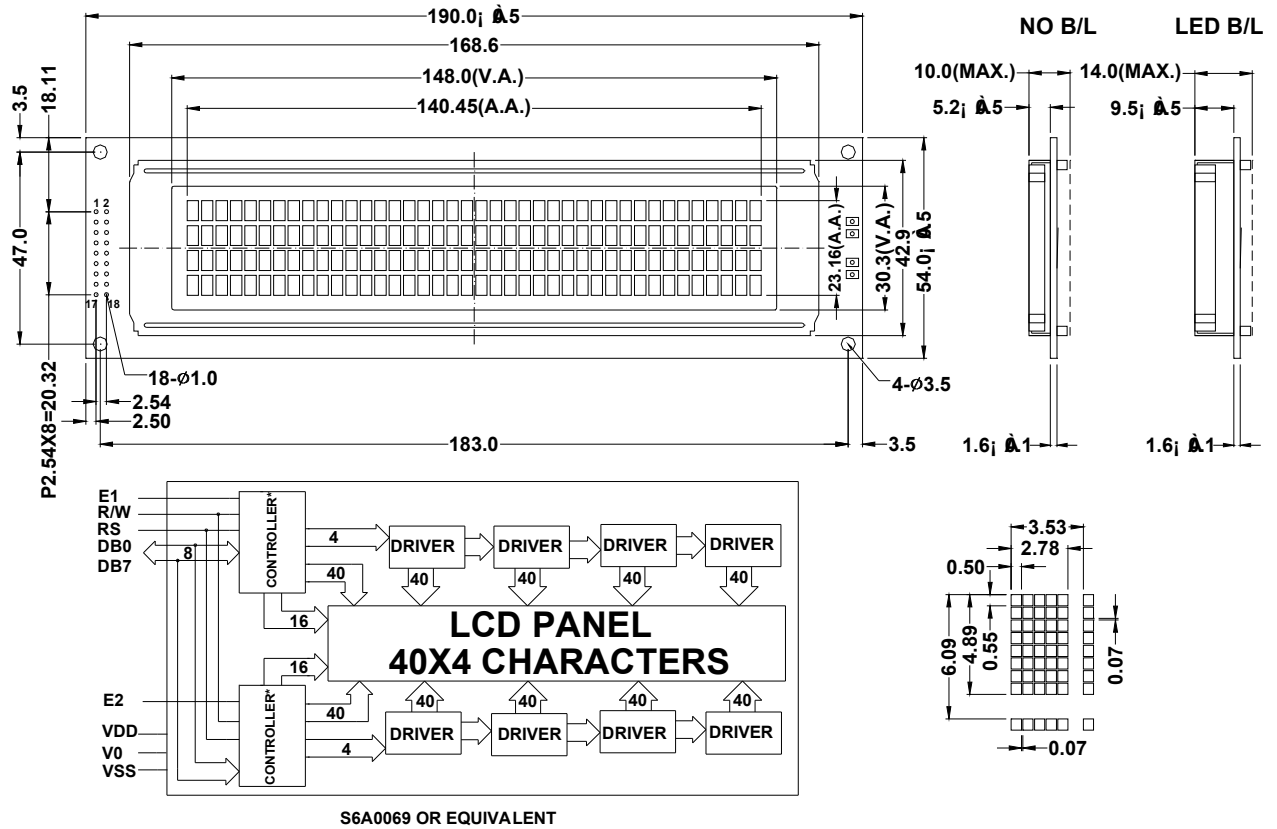 190.0¡ À0.5
NO B/L
LED B/L
168.6
148.0(V.A.)
140.45(A.A.)
10.0(MAX.)
14.0(MAX.)
5.2¡ À0.5
9.5¡ À0.5
3.5
18.11
47.0
P2.54X8=20.32
1 2
17 18
23.16(A.A.)
30.3(V.A.)
42.9
54.0¡ À0.5
18-ø1.0
2.54
2.50
4-ø3.5
183.0
3.5
1.6¡ À0.1
1.6¡ À0.1
E1
R/W
RS
DB0
DB7
8
CONTROLLER*
4
40
16
DRIVER
DRIVER
DRIVER
DRIVER
40
40
40
40
LCD PANEL
40X4 CHARACTERS
16
40
4
40
40
40
40
DRIVER
DRIVER
DRIVER
DRIVER
CONTROLLER*
E2
VDD
V0
VSS
S6A0069 OR EQUIVALENT
3.53
2.78
0.50
6.09
4.89
0.55
0.07
0.07